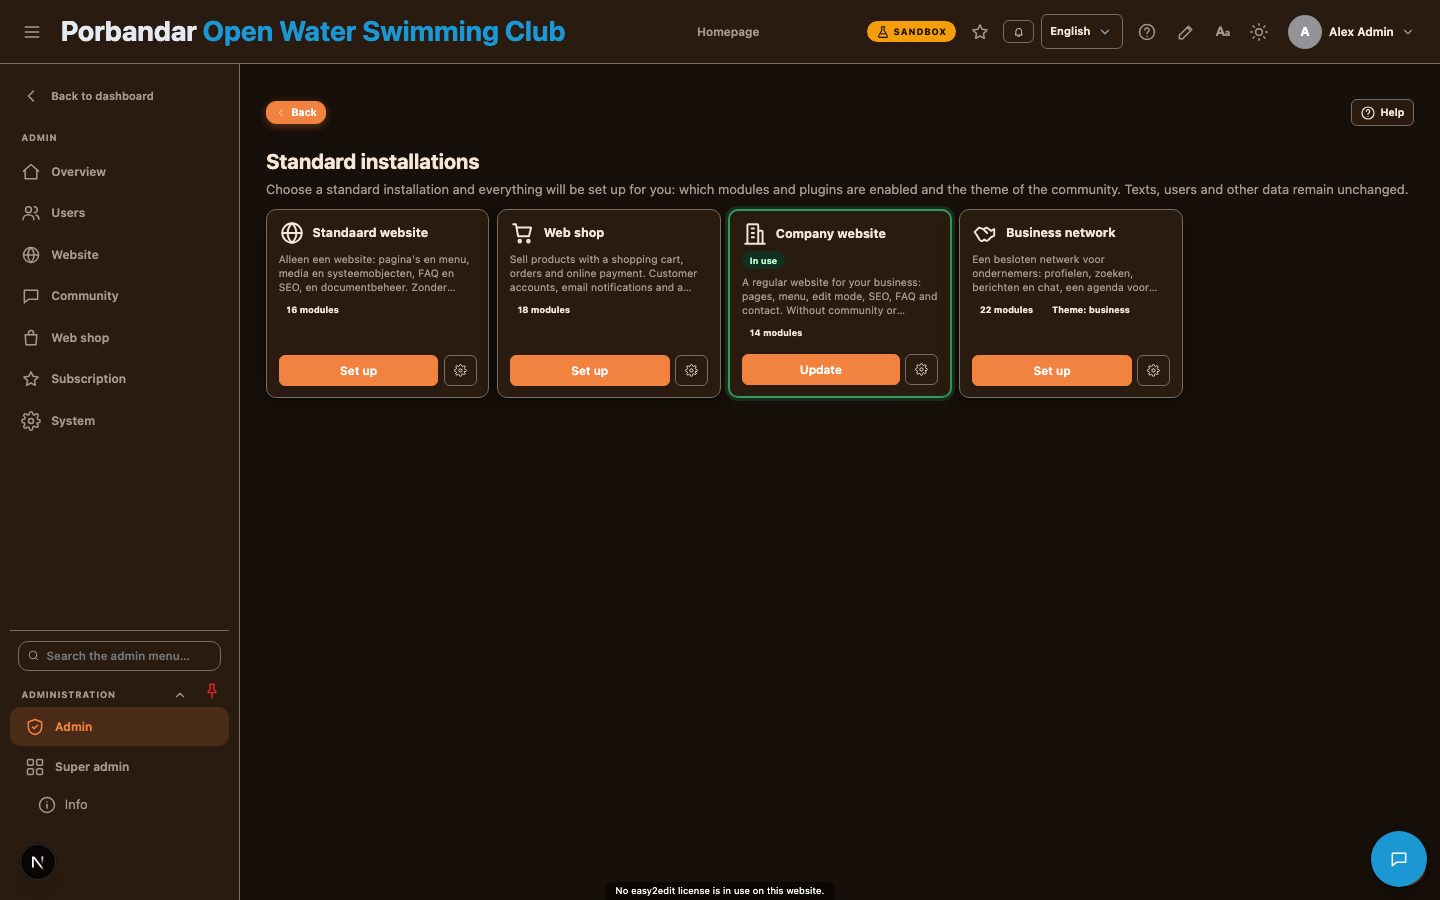 Porbandar Open Water Swimming Club
Homepage
SANDBOX
English
Aa
A
Alex Admin
Back to dashboard
ADMIN
Overview
Users
Website
Community
Web shop
Subscription
System
Search the admin menu...
ADMINISTRATION
Admin
Super admin
Info
N
Back
Help
Standard installations
Choose a standard installation and everything will be set up for you: which modules and plugins are enabled and the theme of the community. Texts, users and other data remain unchanged.
Standaard website
Alleen een website: pagina's en menu,
media en systeemobjecten, FAQ en
SEO, en documentbeheer. Zonder...
16 modules
Set up
Web shop
Sell products with a shopping cart,
orders and online payment. Customer
accounts, email notifications and a...
18 modules
Set up
Company website
In use
A regular website for your business:
pages, menu, edit mode, SEO, FAQ and
contact. Without community or...
14 modules
Update
Business network
Een besloten netwerk voor
ondernemers: profielen, zoeken,
berichten en chat, een agenda voor...
22 modules
Theme: business
Set up
No easy2edit license is in use on this website.